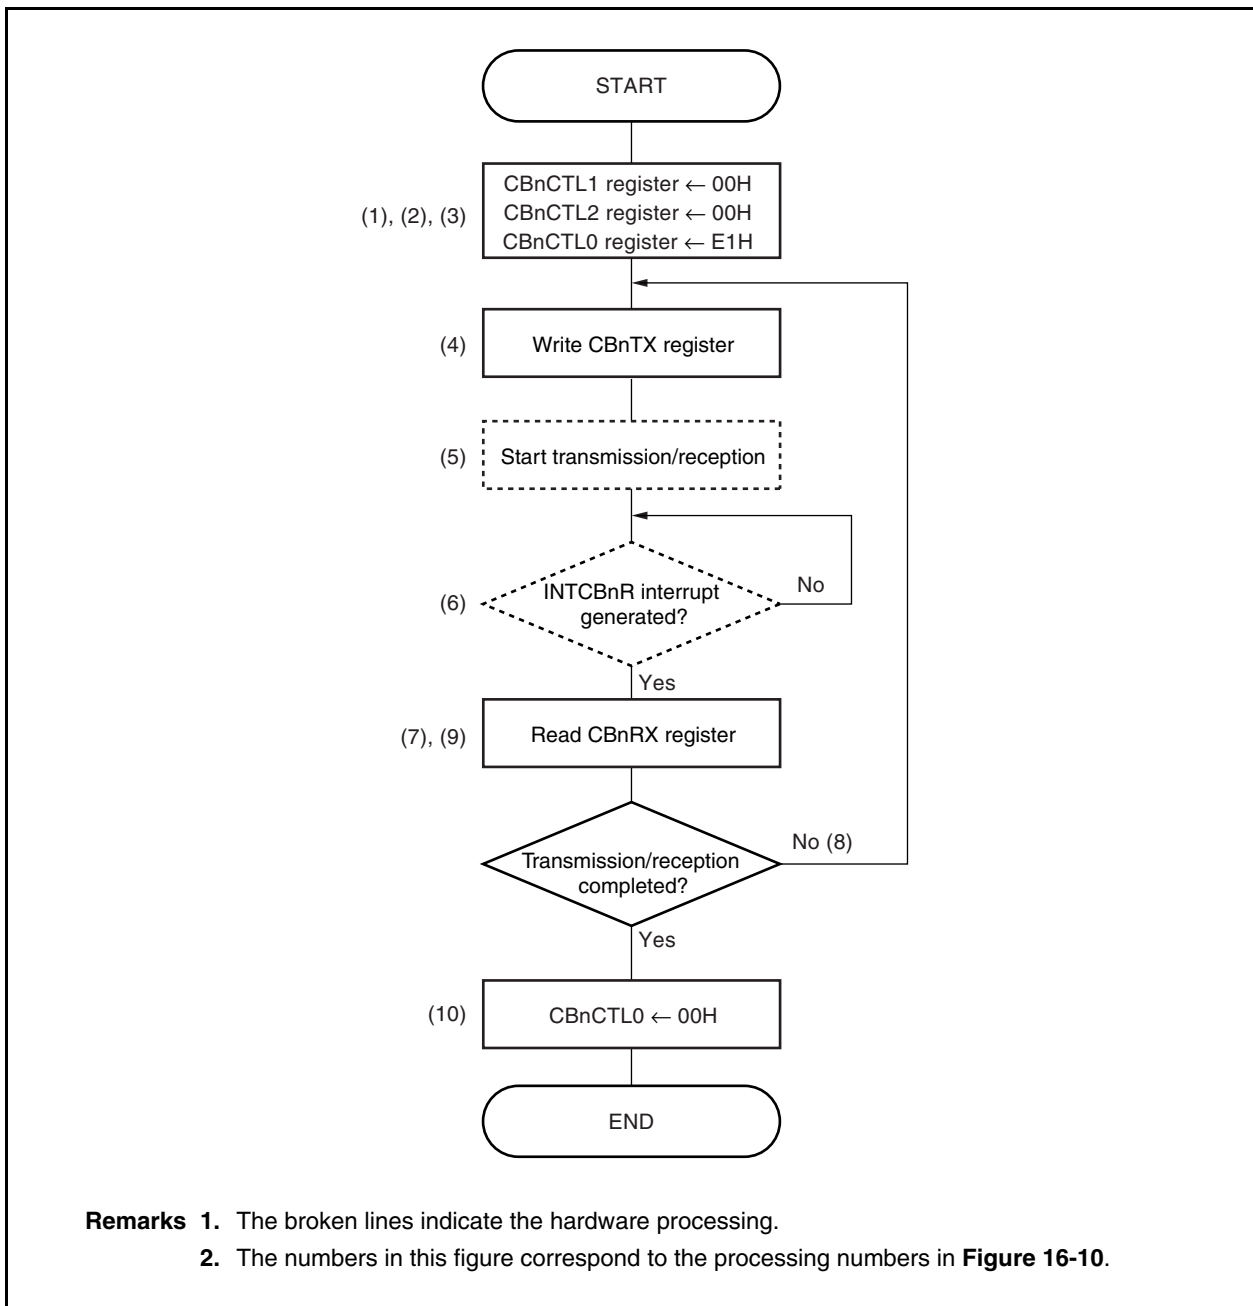 START
(1), (2), (3)
CBnCTL1 register ← 00H
CBnCTL2 register ← 00H
CBnCTL0 register ← E1H
(4)
Write CBnTX register
(5)
Start transmission/reception
(6)
INTCBnR interrupt
generated?
No
Yes
(7), (9)
Read CBnRX register
Transmission/reception
completed?
No (8)
Yes
(10)
CBnCTL0 ← 00H
END
Remarks 1. The broken lines indicate the hardware processing.
2. The numbers in this figure correspond to the processing numbers in Figure 16-10.